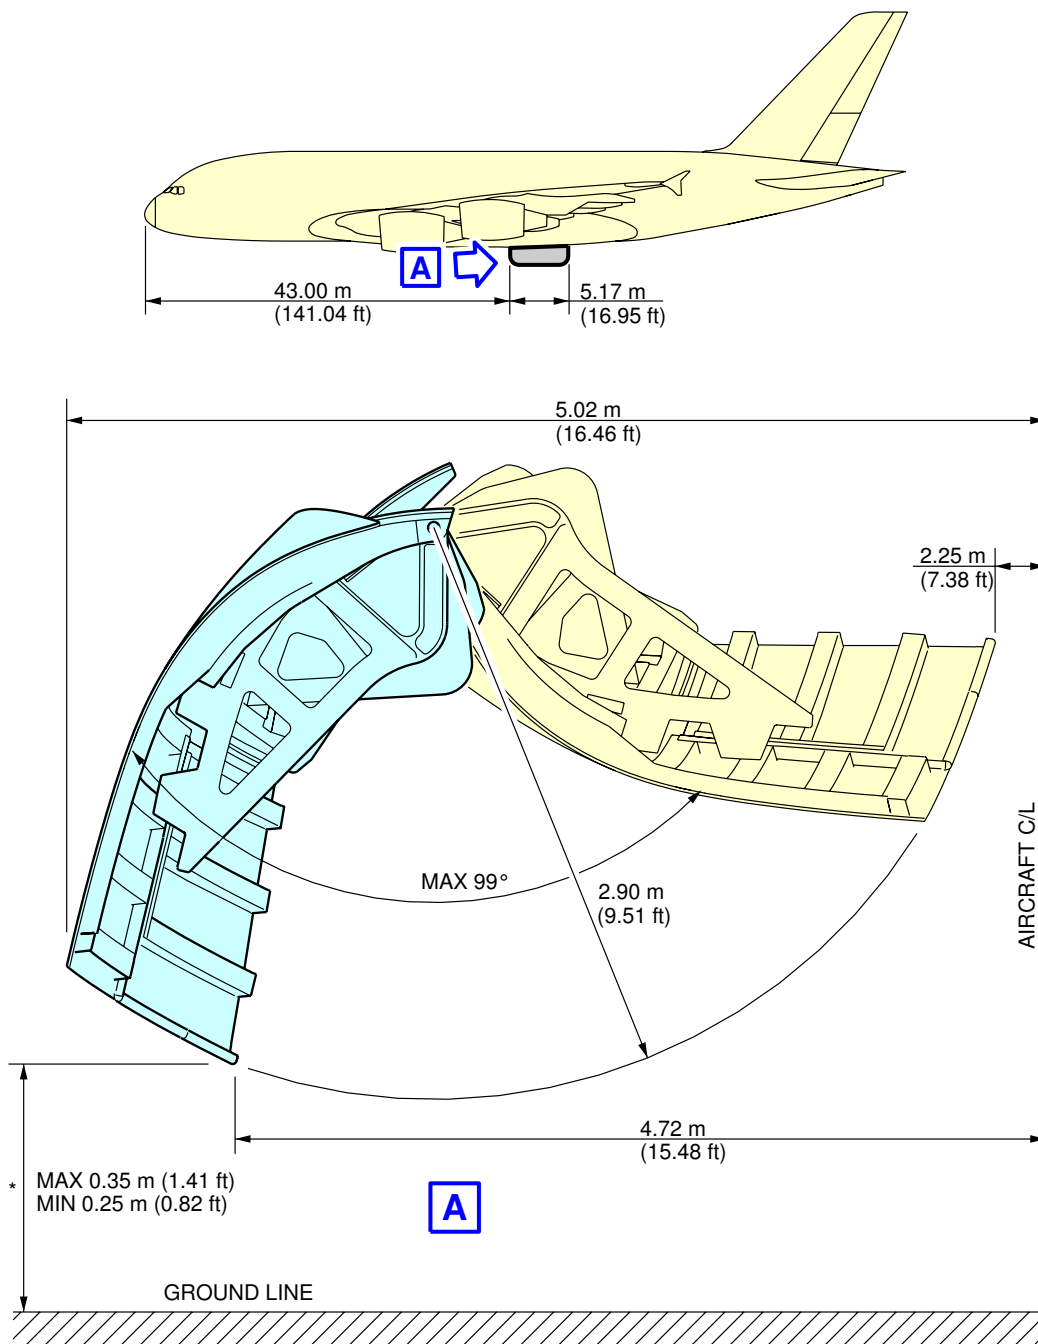 A
43.00 m
(141.04 ft)
5.17 m
(16.95 ft)
5.02 m
(16.46 ft)
2.25 m
(7.38 ft)
MAX 99°
2.90 m
(9.51 ft)
AIRCRAFT C/L
4.72 m
(15.48 ft)
* MAX 0.35 m (1.41 ft)
MIN 0.25 m (0.82 ft)
A
GROUND LINE